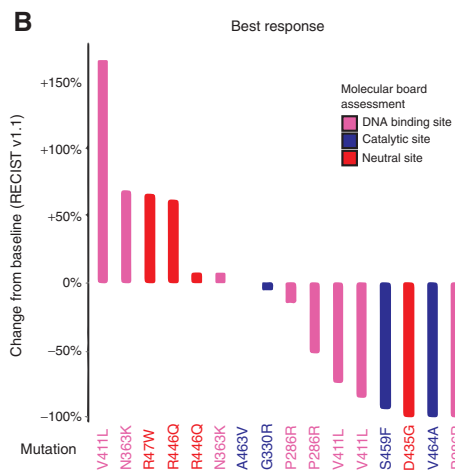 B
Best response
Change from baseline (RECIST v1.1)
+150%
+100%
+50%
0%
−50%
−100%
Molecular board
assessment
DNA binding site
Catalytic site
Neutral site
Mutation
V411L
N363K
R47W
R446Q
R446Q
N363K
A463V
G330R
P286R
P286R
V411L
V411L
S459F
D435G
V464A